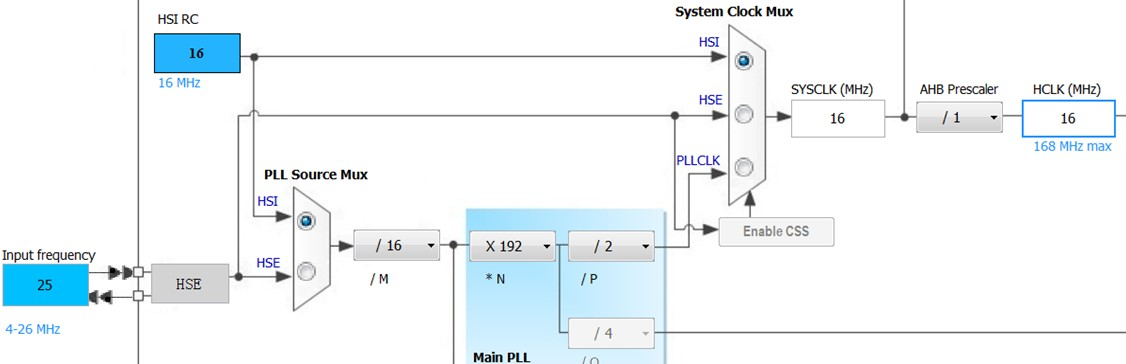 System Clock Mux
HSI RC
16
16 MHz
HSI
HSE
PLLCLK
SYSCLK (MHz)
16
AHB Prescaler
/ 1
HCLK (MHz)
16
168 MHz max
Enable CSS
PLL Source Mux
HSI
HSE
/ 16
/ M
X 192
* N
/ 2
/ P
/ 4
/ Q
Main PLL
Input frequency
25
4-26 MHz
HSE